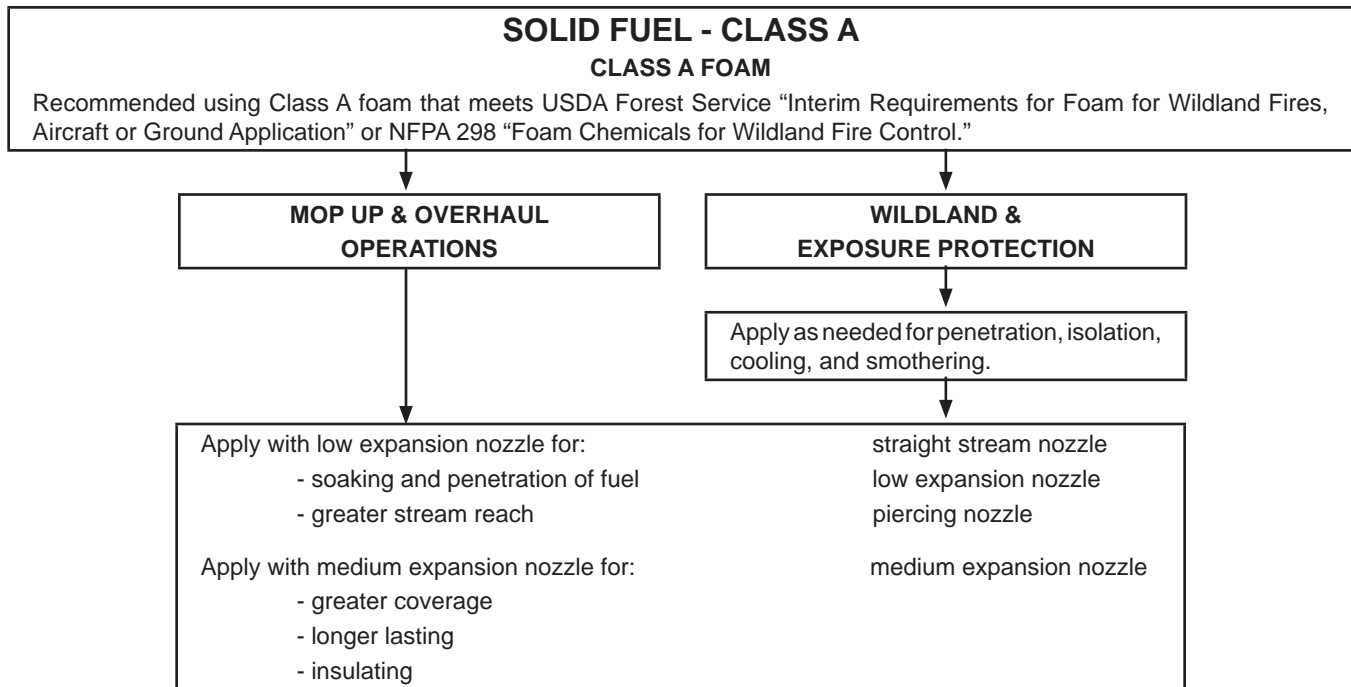 SOLID FUEL - CLASS A
CLASS A FOAM
Recommended using Class A foam that meets USDA Forest Service “Interim Requirements for Foam for Wildland Fires,
Aircraft or Ground Application” or NFPA 298 “Foam Chemicals for Wildland Fire Control.”
MOP UP & OVERHAUL
OPERATIONS
WILDLAND &
EXPOSURE PROTECTION
Apply as needed for penetration, isolation,
cooling, and smothering.
Apply with low expansion nozzle for:
- soaking and penetration of fuel
- greater stream reach
straight stream nozzle
low expansion nozzle
piercing nozzle
Apply with medium expansion nozzle for:
- greater coverage
- longer lasting
- insulating
medium expansion nozzle